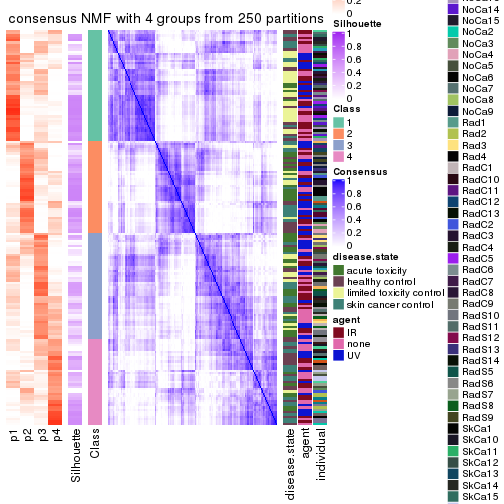 consensus NMF with 4 groups from 250 partitions
p1
p2
p3
p4
Silhouette
Class
disease.state
agent
individual
0.2
0
Silhouette
1
0.8
0.6
0.4
0.2
0
Class
1
2
3
4
Consensus
0.8
0.6
0.4
0.2
0
disease.state
acute toxicity
healthy control
limited toxicity control
skin cancer control
agent
IR
none
UV
NoCa14
NoCa15
NoCa2
NoCa3
NoCa5
NoCa6
NoCa7
NoCa8
NoCa9
Rad1
Rad2
Rad3
Rad4
RadC1
RadC10
RadC11
RadC12
RadC13
RadC2
RadC3
RadC4
RadC5
RadC6
RadC7
RadC8
RadC9
RadS10
RadS11
RadS12
RadS13
RadS14
RadS5
RadS6
RadS7
RadS8
RadS9
SkCa1
SkCa10
SkCa11
SkCa12
SkCa13
SkCa14
SkCa15